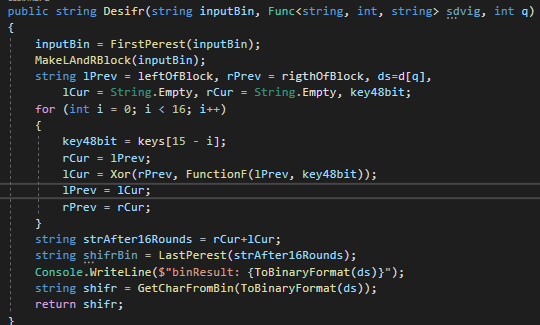 public string Desifr(string inputBin, Func<string, int, string> sdvig, int q)
{
inputBin = FirstPerest(inputBin);
MakeLAndRBlock(inputBin);
string lPrev = leftOfBlock, rPrev = rigthOfBlock, ds=d[q],
lCur = String.Empty, rCur = String.Empty, key48bit;
for (int i = 0; i < 16; i++)
{
key48bit = keys[15 - i];
rCur = lPrev;
lCur = Xor(rPrev, FunctionF(lPrev, key48bit));
lPrev = lCur;
rPrev = rCur;
}
string strAfter16Rounds = rCur+lCur;
string shifrBin = LastPerest(strAfter16Rounds);
Console.WriteLine($"binResult: {ToBinaryFormat(ds)}");
string shifr = GetCharFromBin(ToBinaryFormat(ds));
return shifr;
}